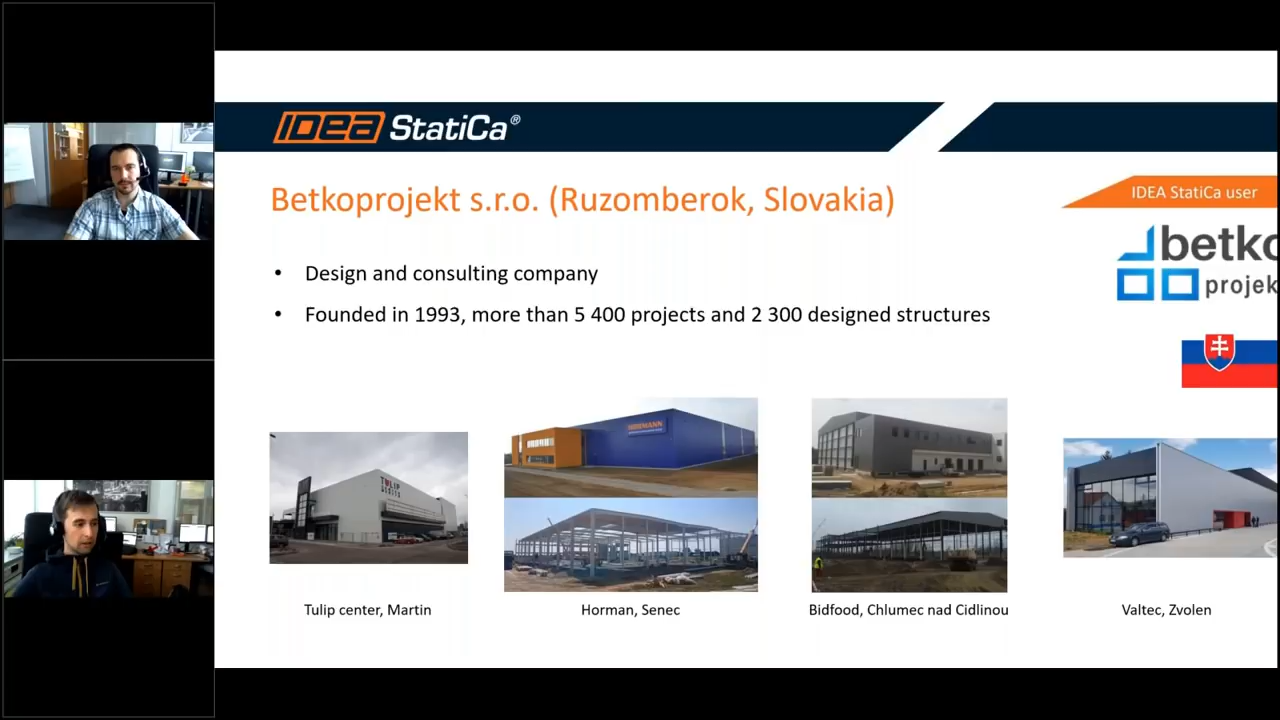 IDEA StatiCa®
Betkoprojekt s.r.o. (Ruzomberok, Slovakia)
IDEA StatiCa user
betko
projek
• Design and consulting company
• Founded in 1993, more than 5 400 projects and 2 300 designed structures
TULIP
HÖRMANN
Tulip center, Martin
Horman, Senec
Bidfood, Chlumec nad Cidlinou
Valtec, Zvolen